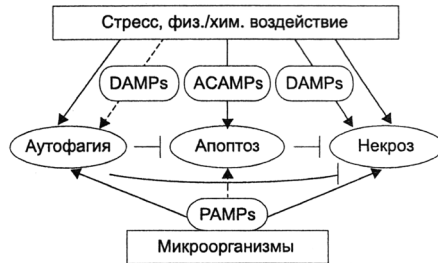 Стресс, физ./хим. воздействие
DAMPs ACAMPs DAMPs
Аутофагия Апоптоз Некроз
PAMPs
Микроорганизмы